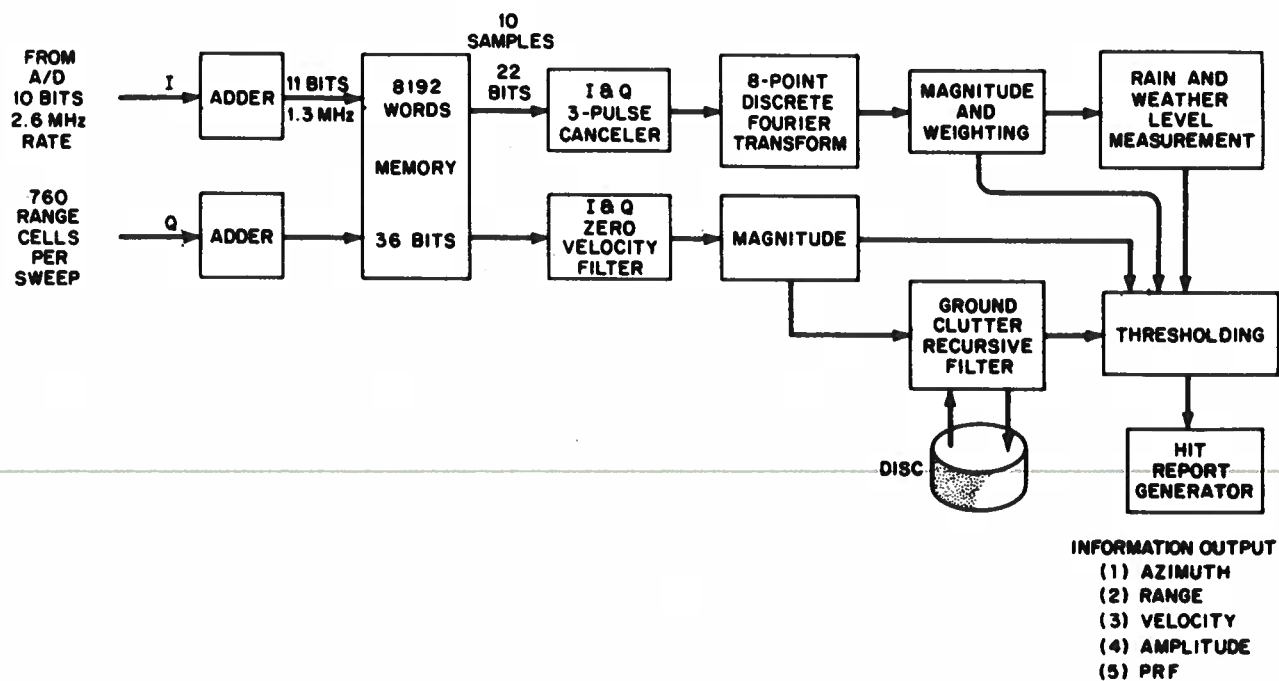 FROM
A/D
10 BITS
2.6 MHz
RATE
I
ADDER
11 BITS
1.3 MHz
8192
WORDS
MEMORY
36 BITS
10
SAMPLES
22
BITS
I & Q
3-PULSE
CANCELER
8-POINT
DISCRETE
FOURIER
TRANSFORM
MAGNITUDE
AND
WEIGHTING
RAIN AND
WEATHER
LEVEL
MEASUREMENT
760
RANGE
CELLS
PER
SWEEP
Q
ADDER
I & Q
ZERO
VELOCITY
FILTER
MAGNITUDE
GROUND
CLUTTER
RECURSIVE
FILTER
THRESHOLDING
DISC
HIT
REPORT
GENERATOR
INFORMATION OUTPUT
(1) AZIMUTH
(2) RANGE
(3) VELOCITY
(4) AMPLITUDE
(5) PRF